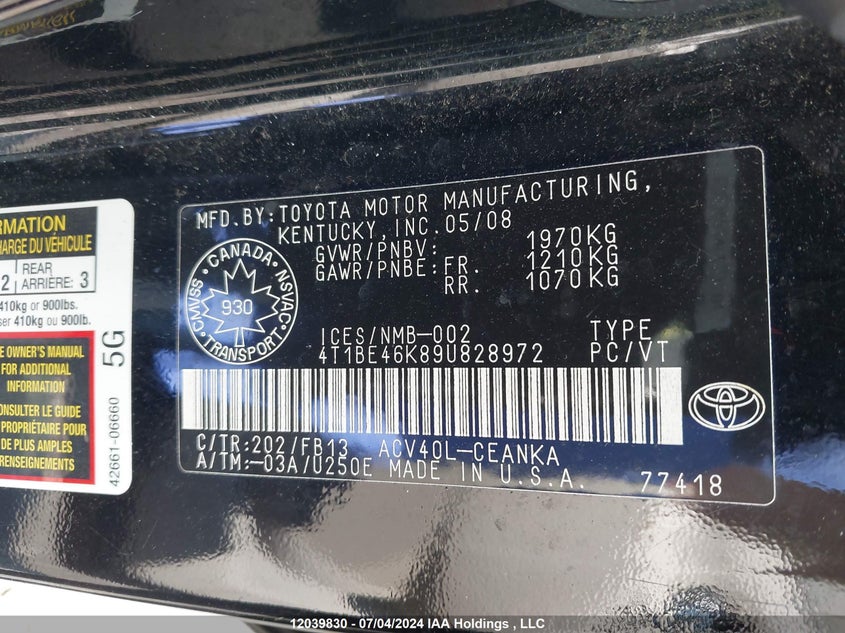 RMATION
HARGE DU VÉHICULE
2 REAR ARRIÈRE: 3
410kg or 900lbs.
ser 410kg ou 900lb.
E OWNER'S MANUAL
FOR ADDITIONAL
INFORMATION
ONSULTER LE GUIDE
PROPRIÉTAIRE POUR
DE PLUS AMPLES
RENSEIGNEMENTS
42661-06660 5G
MFD.BY:TOYOTA MOTOR MANUFACTURING,
KENTUCKY,INC.05/08
GVWR/PNBV: 1970KG
GAWR/PNBE: FR. 1210KG
RR. 1070KG
CANADA NSVAC TRANSPORT CMVSS
930
ICES/NMB-002 TYPE
4T1BE46K89U828972 PC/VT
C/TR:202/FB13 ACV40L-CEANKA
A/TM:-03A/U250E MADE IN U.S.A. 77418
12039830 - 07/04/2024 IAA Holdings , LLC